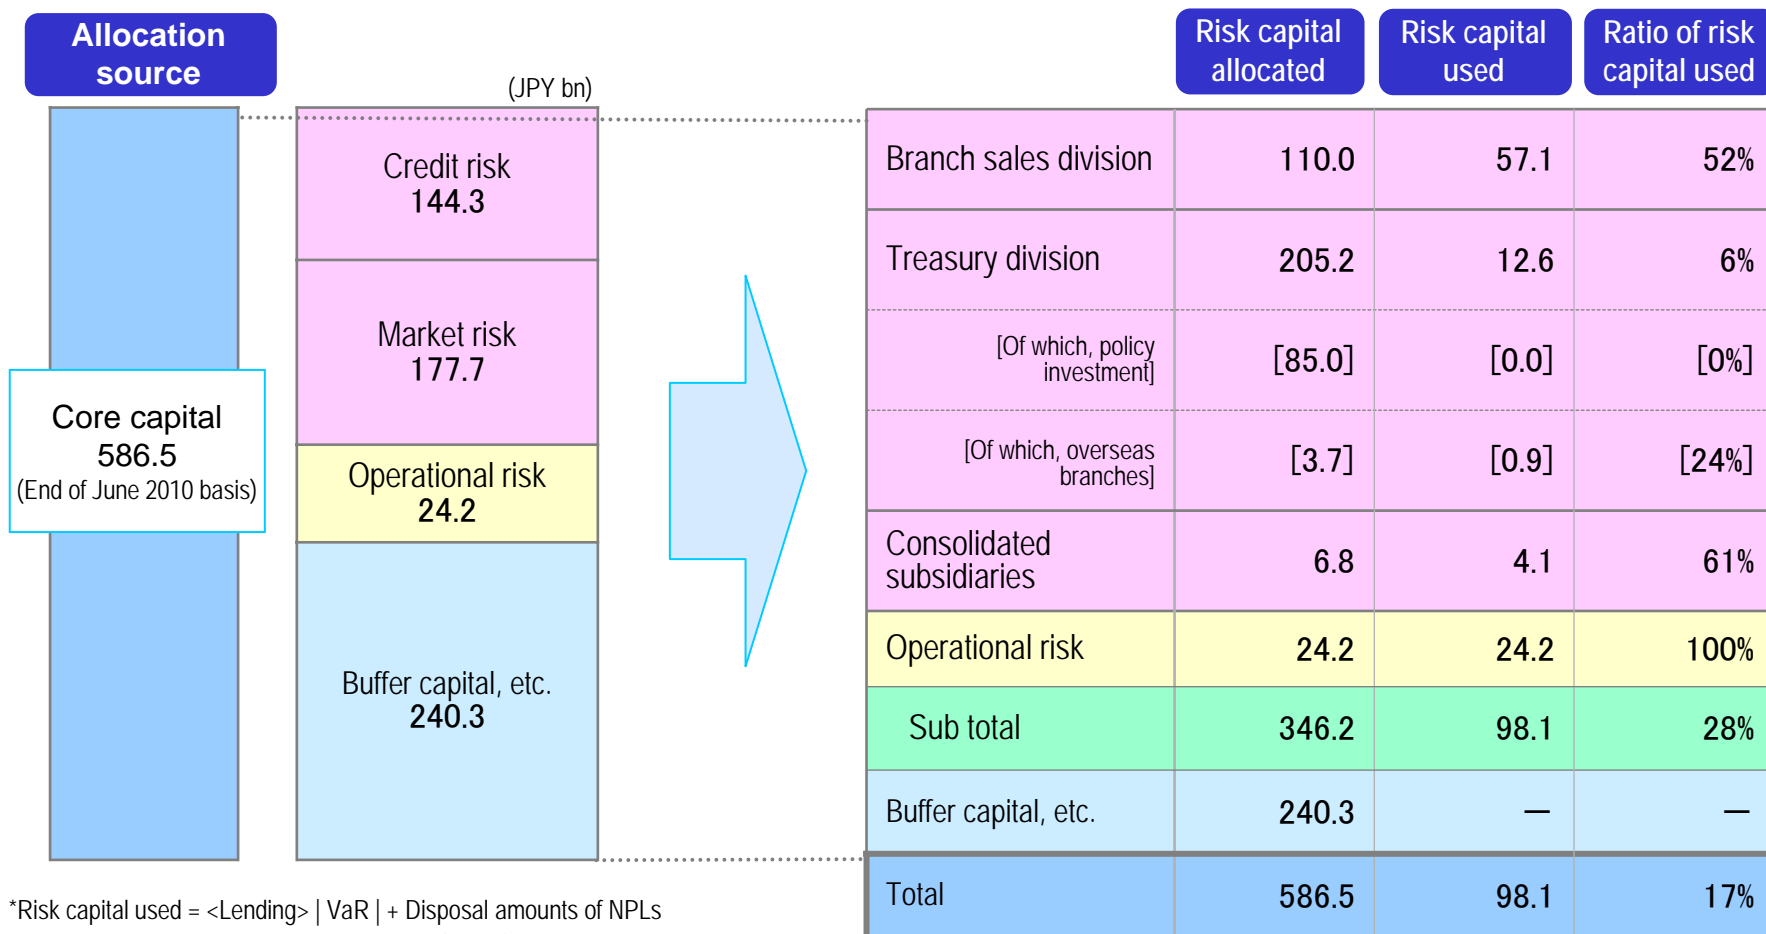 Allocation
source
(JPY bn)
Core capital
586.5
(End of June 2010 basis)
Credit risk
144.3
Market risk
177.7
Operational risk
24.2
Buffer capital, etc.
240.3
Risk capital
allocated
Risk capital
used
Ratio of risk
capital used
Branch sales division 110.0 57.1 52%
Treasury division 205.2 12.6 6%
[Of which, policy
investment] [85.0] [0.0] [0%]
[Of which, overseas
branches] [3.7] [0.9] [24%]
Consolidated
subsidiaries 6.8 4.1 61%
Operational risk 24.2 24.2 100%
Sub total 346.2 98.1 28%
Buffer capital, etc. 240.3 — —
Total 586.5 98.1 17%
*Risk capital used = <Lending> | VaR | + Disposal amounts of NPLs